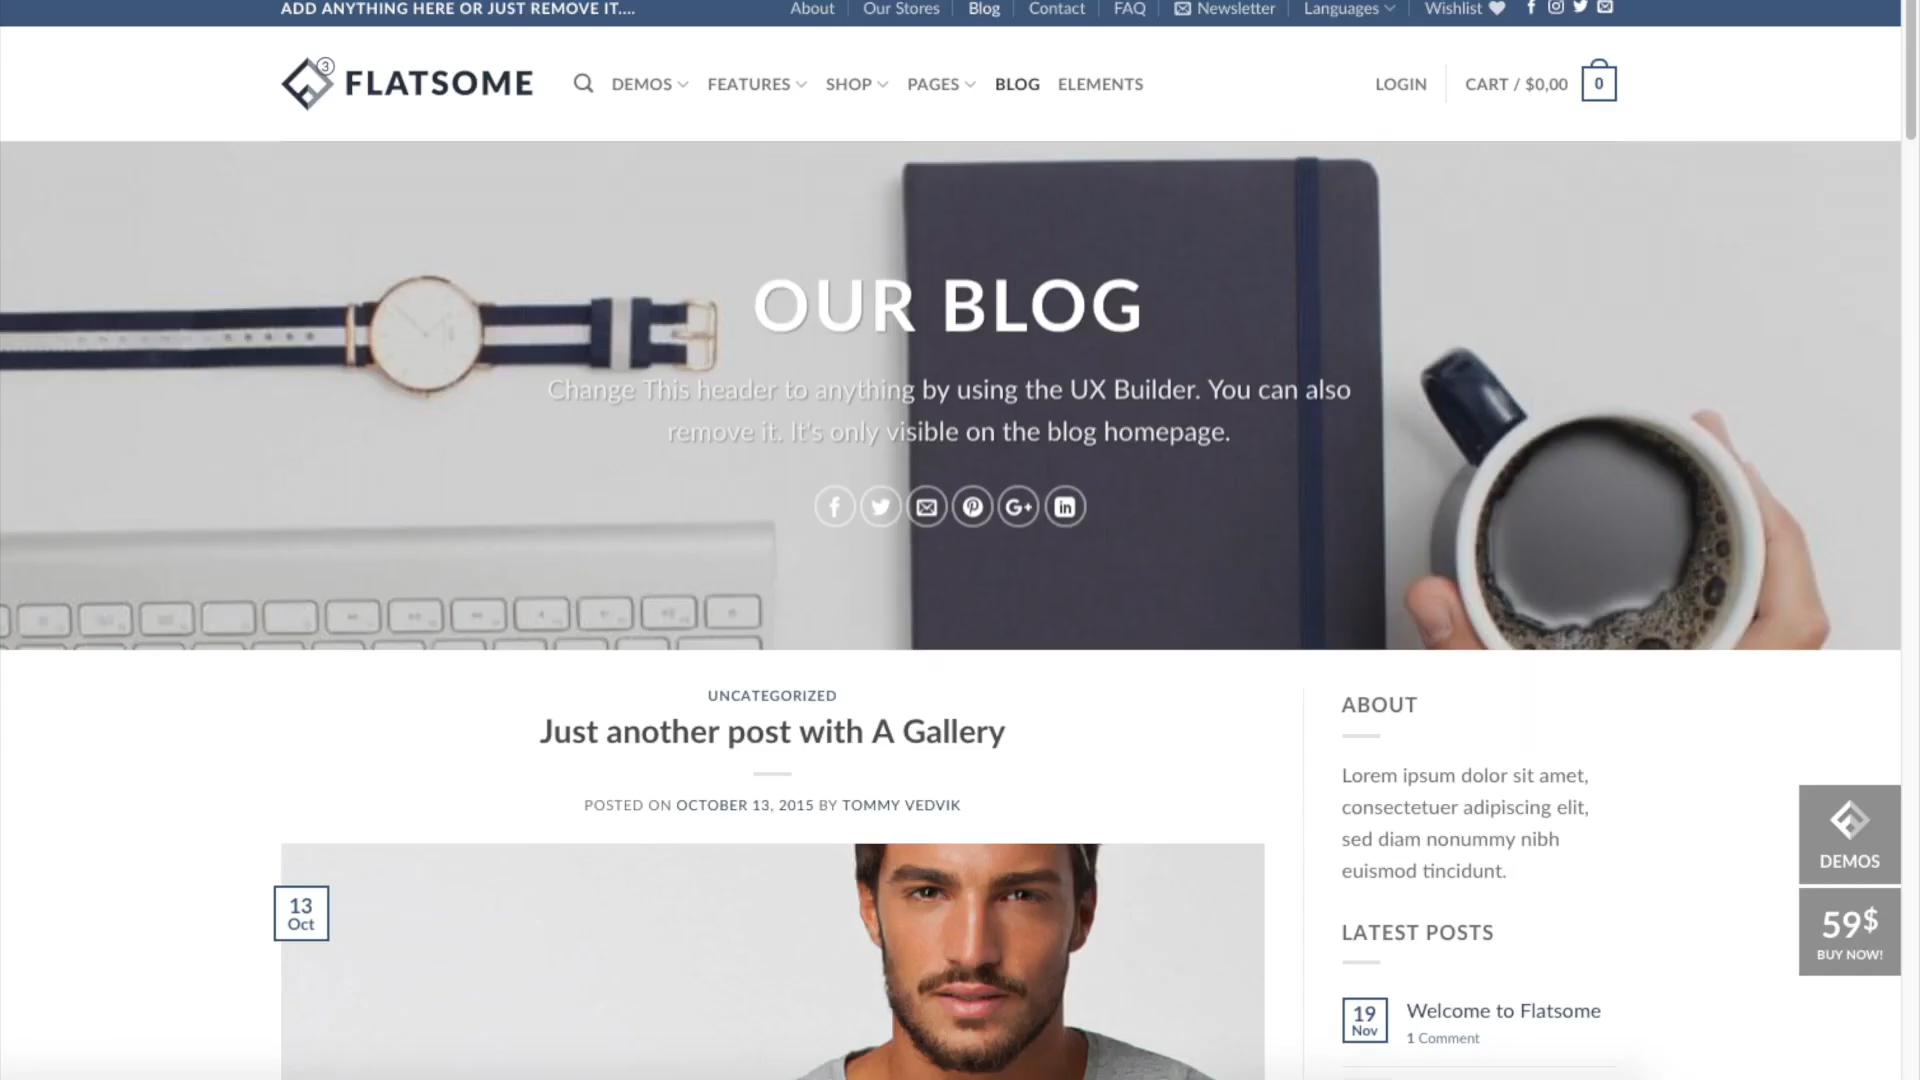 ADD ANYTHING HERE OR JUST REMOVE IT....
About
Our Stores
Blog
Contact
FAQ
Newsletter
Languages
Wishlist
3
FLATSOME
DEMOS
FEATURES
SHOP
PAGES
BLOG
ELEMENTS
LOGIN
CART / $0,00
0
OUR BLOG
Change This header to anything by using the UX Builder. You can also
remove it. It's only visible on the blog homepage.
UNCATEGORIZED
Just another post with A Gallery
POSTED ON OCTOBER 13, 2015 BY TOMMY VEDVIK
13
Oct
ABOUT
Lorem ipsum dolor sit amet,
consectetuer adipiscing elit,
sed diam nonummy nibh
euismod tincidunt.
LATEST POSTS
19
Nov
Welcome to Flatsome
1 Comment
DEMOS
59$
BUY NOW!